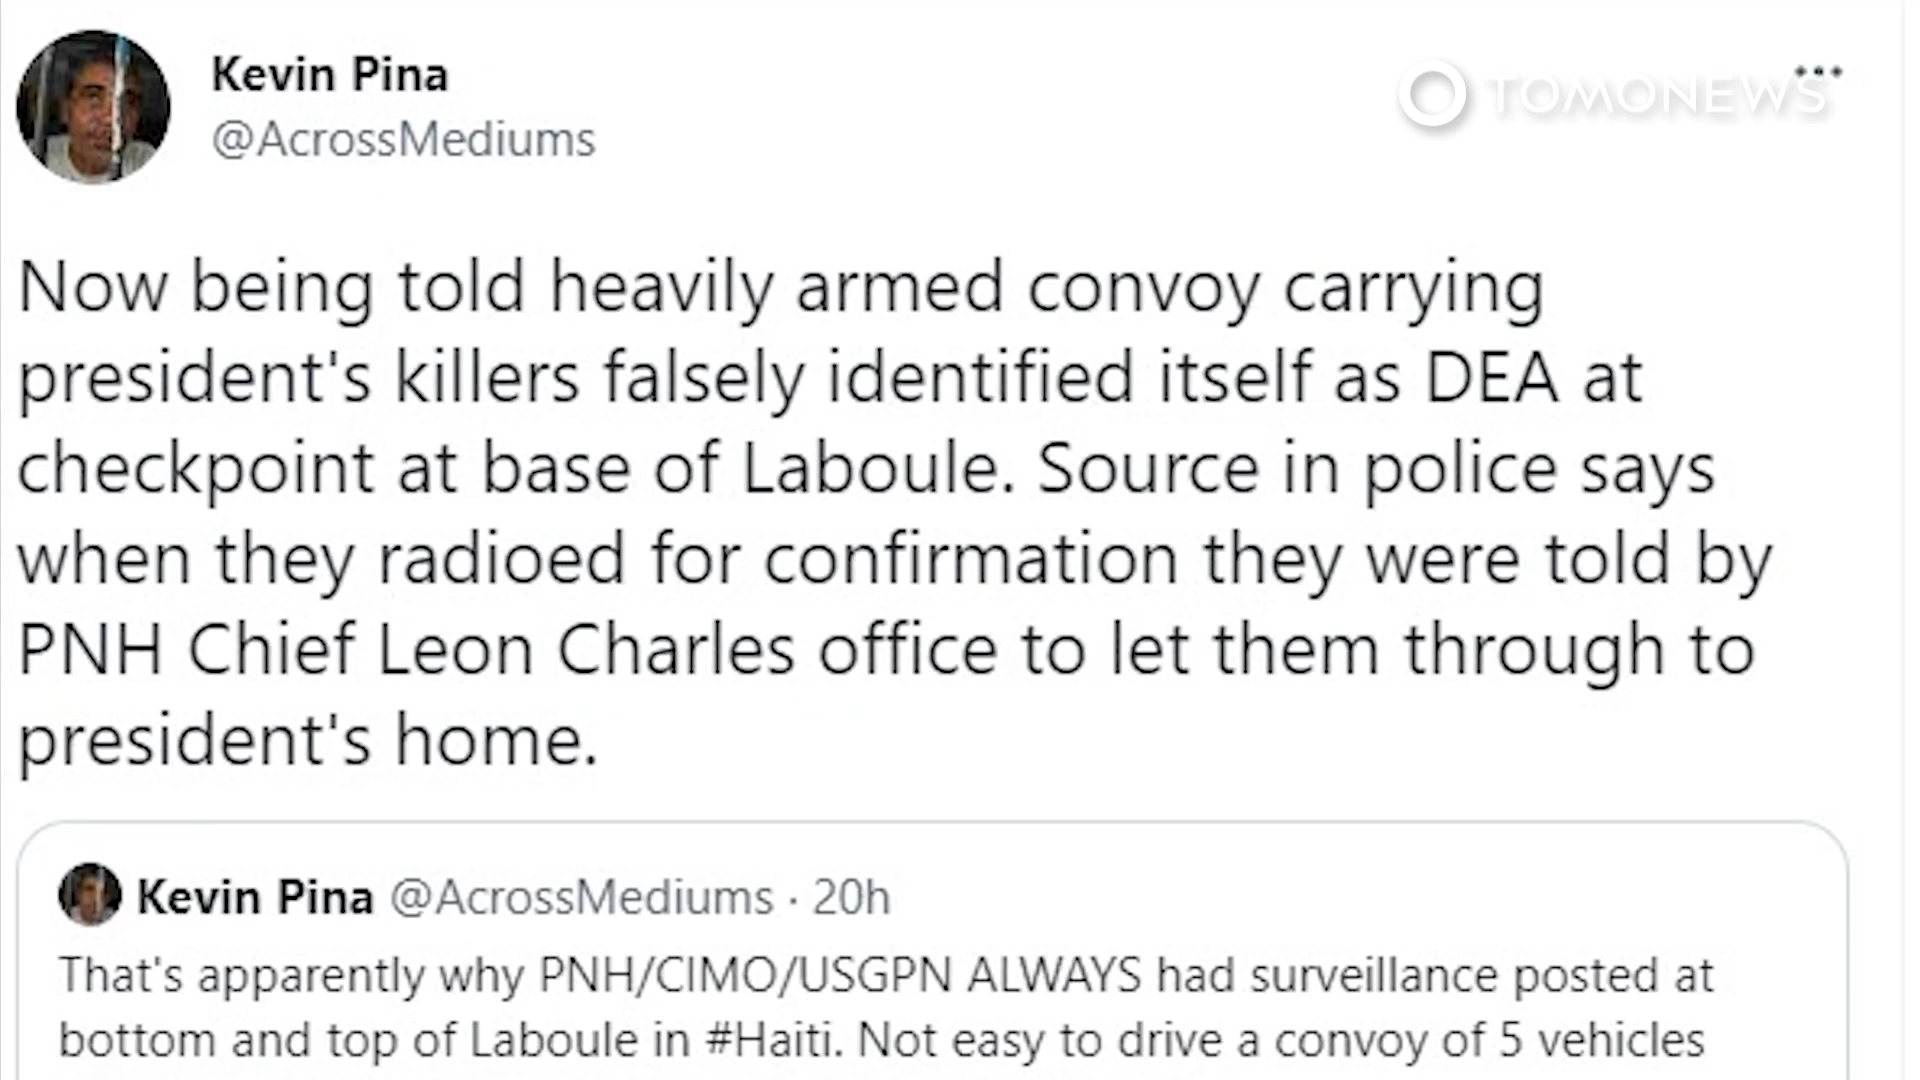 Kevin Pina
@AcrossMediums
TOMONEWS
Now being told heavily armed convoy carrying
president's killers falsely identified itself as DEA at
checkpoint at base of Laboule. Source in police says
when they radioed for confirmation they were told by
PNH Chief Leon Charles office to let them through to
president's home.
Kevin Pina @AcrossMediums · 20h
That's apparently why PNH/CIMO/USGPN ALWAYS had surveillance posted at
bottom and top of Laboule in #Haiti. Not easy to drive a convoy of 5 vehicles